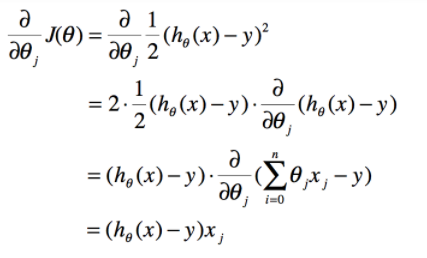 ∂/∂θ_j J(θ) = ∂/∂θ_j 1/2 (h_θ(x) − y)²
= 2 · 1/2 (h_θ(x) − y) · ∂/∂θ_j (h_θ(x) − y)
= (h_θ(x) − y) · ∂/∂θ_j (∑_{i=0}^{n} θ_j x_j − y)
= (h_θ(x) − y)x_j